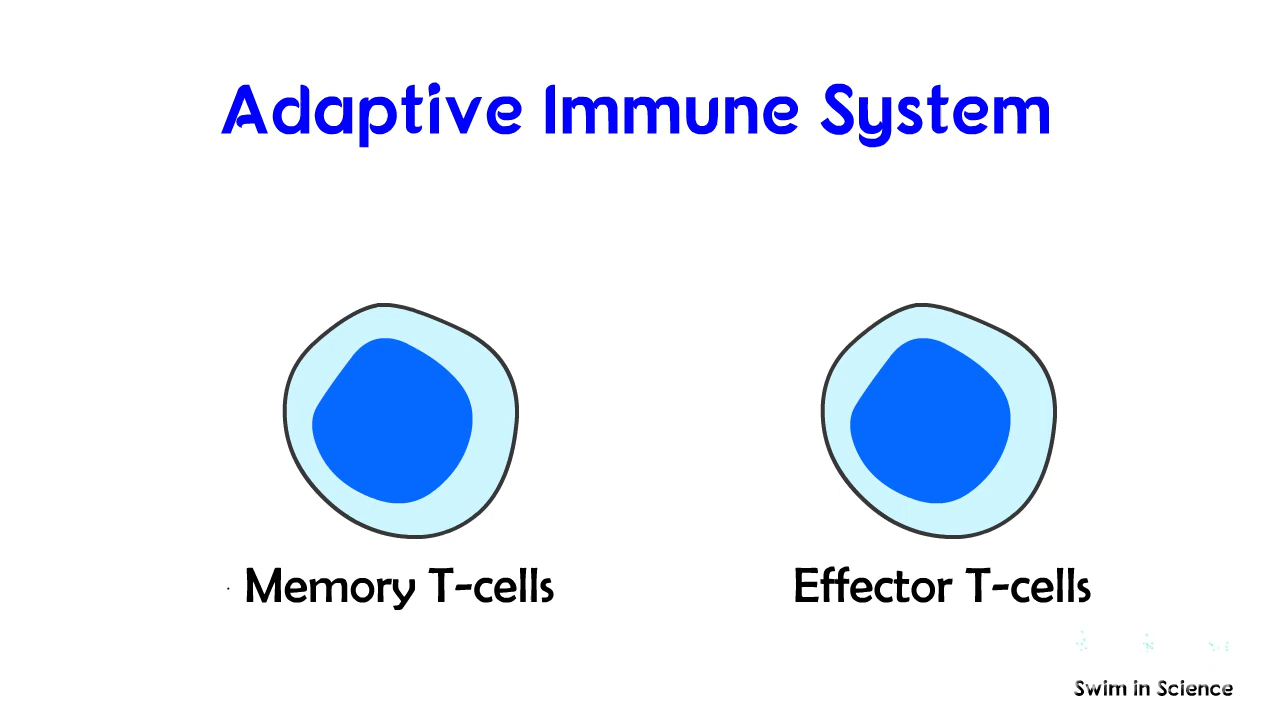 Adaptive Immune System
Memory T-cells
Effector T-cells
Swim in Science